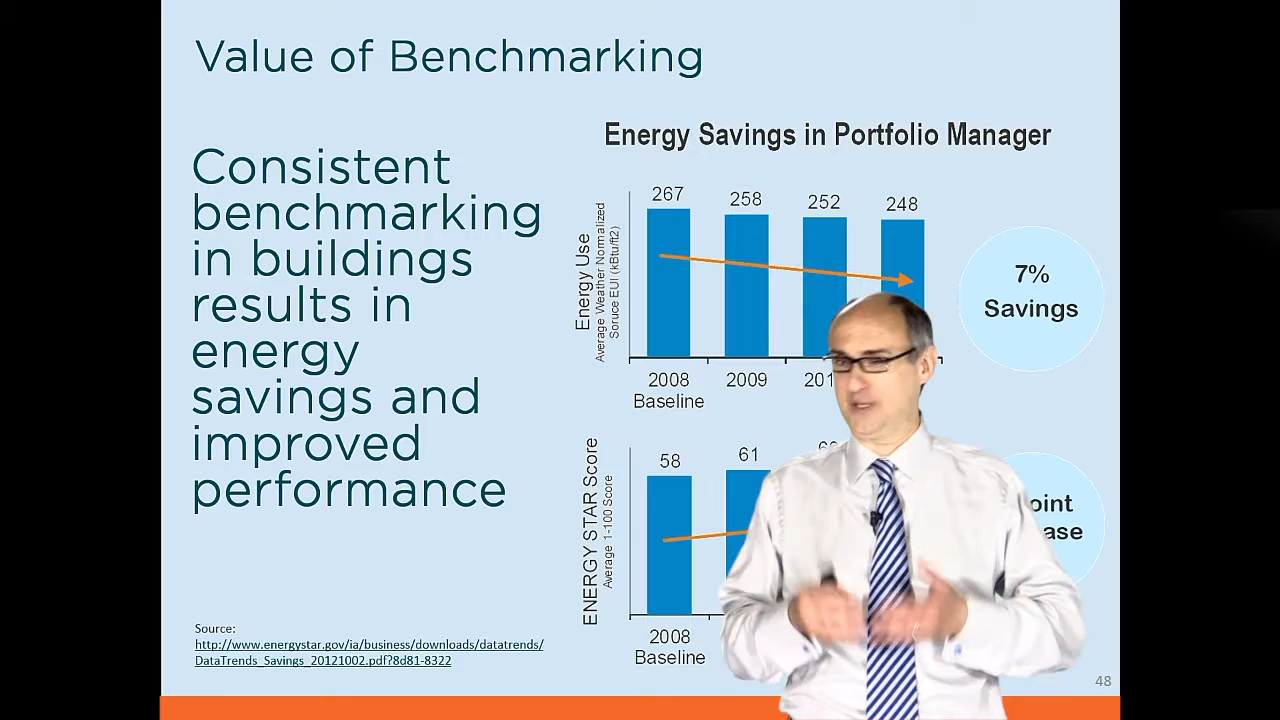 Value of Benchmarking
Consistent
benchmarking
in buildings
results in
energy
savings and
improved
performance
Energy Savings in Portfolio Manager
Energy Use
Average Weather Normalized
Soruce EUI (kBtu/ft2)
267
258
252
248
2008
Baseline
2009
7%
Savings
ENERGY STAR Score
Average 1-100 Score
58
61
2008
Baseline
Source:
http://www.energystar.gov/ia/business/downloads/datatrends/
DataTrends_Savings_20121002.pdf?8d81-8322
48